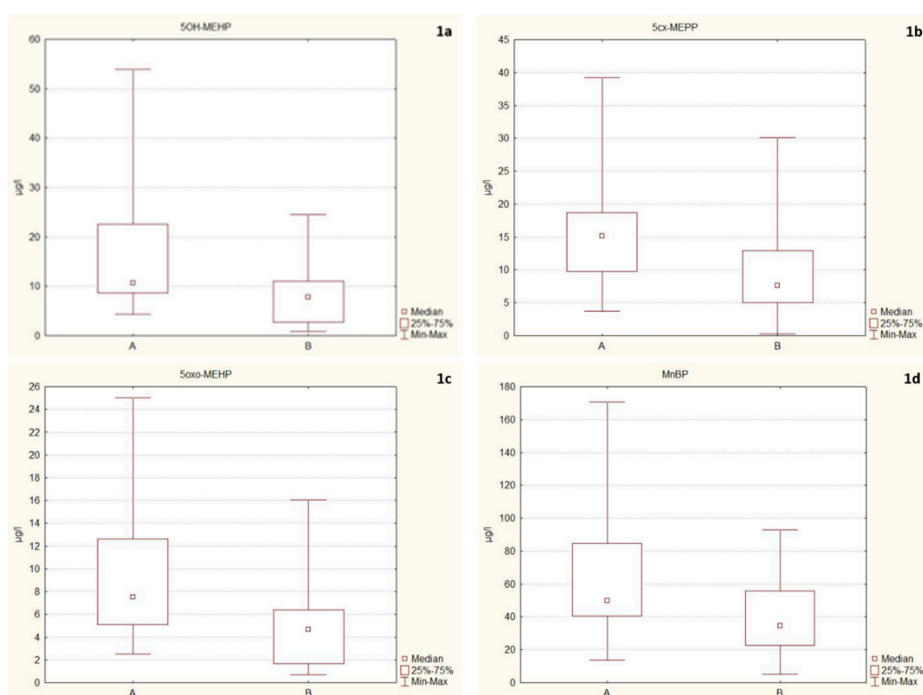 5OH-MEHP
1a
60
50
40
30
20
10
0
µg/l
A
B
Median
25%-75%
Min-Max
5cx-MEPP
1b
45
40
35
30
25
20
15
10
5
0
µg/l
A
B
Median
25%-75%
Min-Max
5oxo-MEHP
1c
26
24
22
20
18
16
14
12
10
8
6
4
2
0
µg/l
A
B
Median
25%-75%
Min-Max
MnBP
1d
180
160
140
120
100
80
60
40
20
0
µg/l
A
B
Median
25%-75%
Min-Max